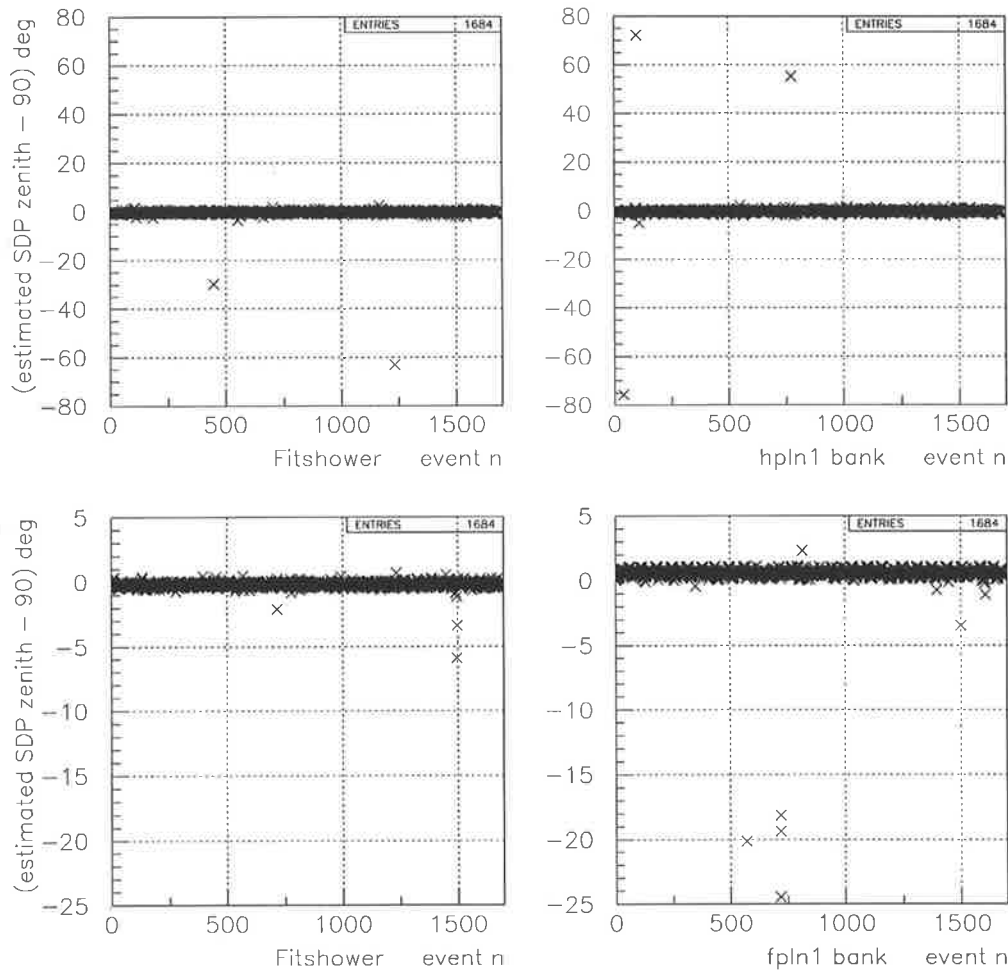 ENTRIES 1684
80
60
40
20
0
−20
−40
−60
−80
0 500 1000 1500
(estimated SDP zenith − 90) deg
Fitshower event n
ENTRIES 1684
80
60
40
20
0
−20
−40
−60
−80
0 500 1000 1500
hpln1 bank event n
ENTRIES 1684
5
0
−5
−10
−15
−20
−25
0 500 1000 1500
(estimated SDP zenith − 90) deg
Fitshower event n
ENTRIES 1684
5
0
−5
−10
−15
−20
−25
0 500 1000 1500
fpln1 bank event n